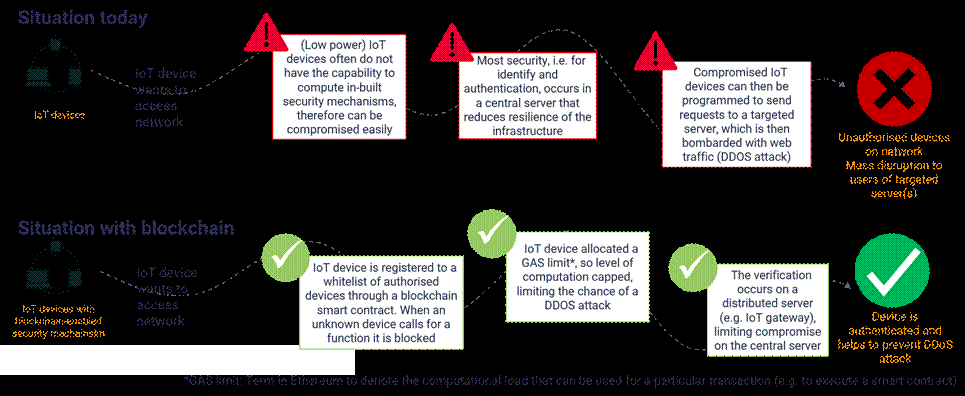 Situation today
IoT devices
IoT device
wants to
access
network
(Low power) IoT
devices often do not
have the capability to
compute in-built
security mechanisms,
therefore can be
compromised easily
Most security, i.e. for
identify and
authentication, occurs in
a central server that
reduces resilience of the
infrastructure
Compromised IoT
devices can then be
programmed to send
requests to a targeted
server, which is then
bombarded with web
traffic (DDOS attack)
Unauthorised devices
on network
Mass disruption to
users of targeted
server(s)
Situation with blockchain
IoT devices with
blockchain-enabled
security mechanism
IoT device
wants to
access
network
IoT device is registered to a
whitelist of authorised
devices through a blockchain
smart contract. When an
unknown device calls for a
function it is blocked
IoT device allocated a
GAS limit*, so level of
computation capped,
limiting the chance of a
DDOS attack
The verification
occurs on a
distributed server
(e.g. IoT gateway),
limiting compromise
on the central server
Device is
authenticated and
helps to prevent DDoS
attack
*GAS limit: Term in Ethereum to denote the computational load that can be used for a particular transaction (e.g. to execute a smart contract)